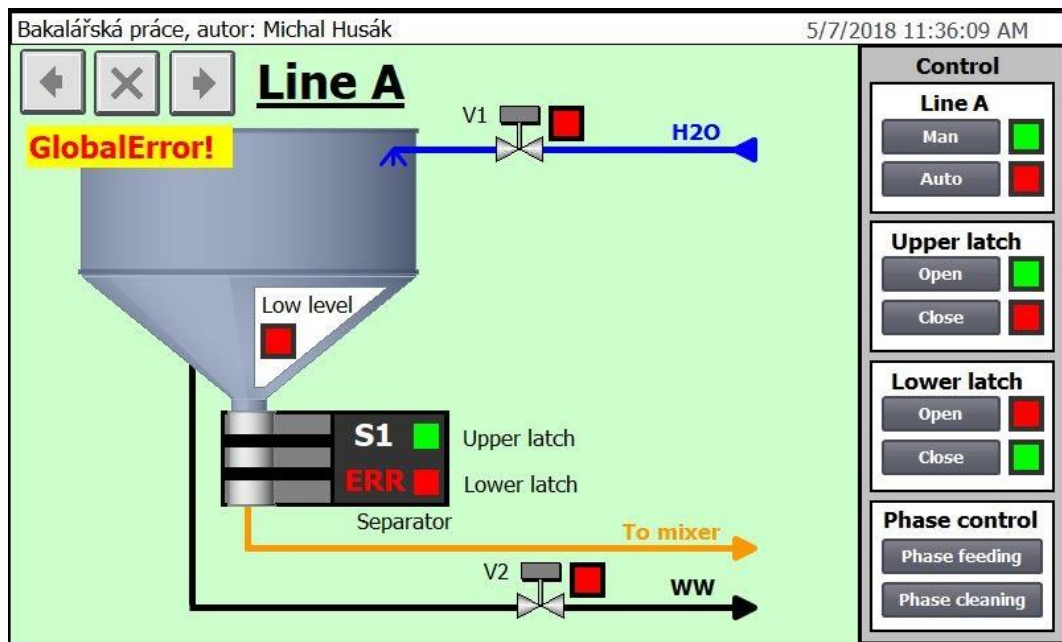 Bakalářská práce, autor: Michal Husák
5/7/2018 11:36:09 AM
Line A
GlobalError!
V1
H2O
Low level
S1
Upper latch
ERR
Lower latch
Separator
To mixer
V2
WW
Control
Line A
Man
Auto
Upper latch
Open
Close
Lower latch
Open
Close
Phase control
Phase feeding
Phase cleaning